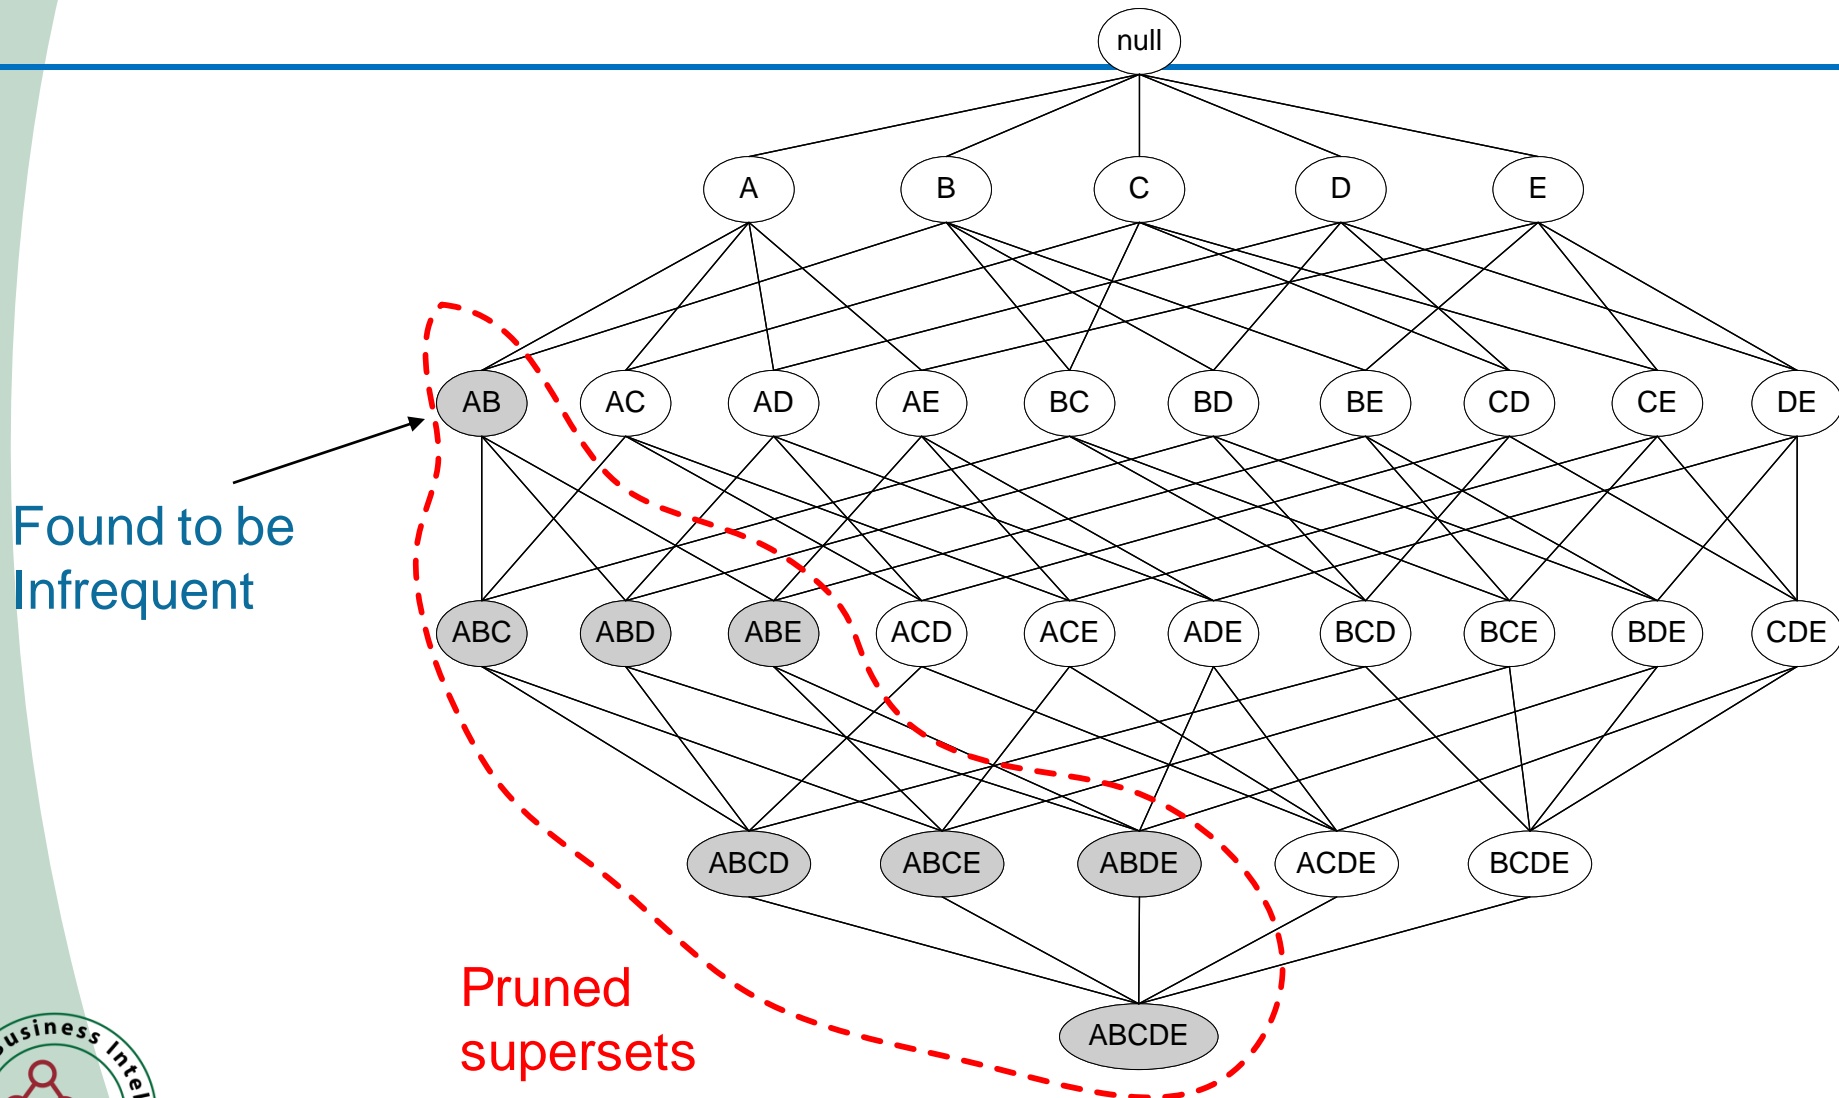 null
A B C D E
AB AC AD AE BC BD BE CD CE DE
Found to be
Infrequent
ABC ABD ABE ACD ACE ADE BCD BCE BDE CDE
ABCD ABCE ABDE ACDE BCDE
Pruned
supersets
ABCDE